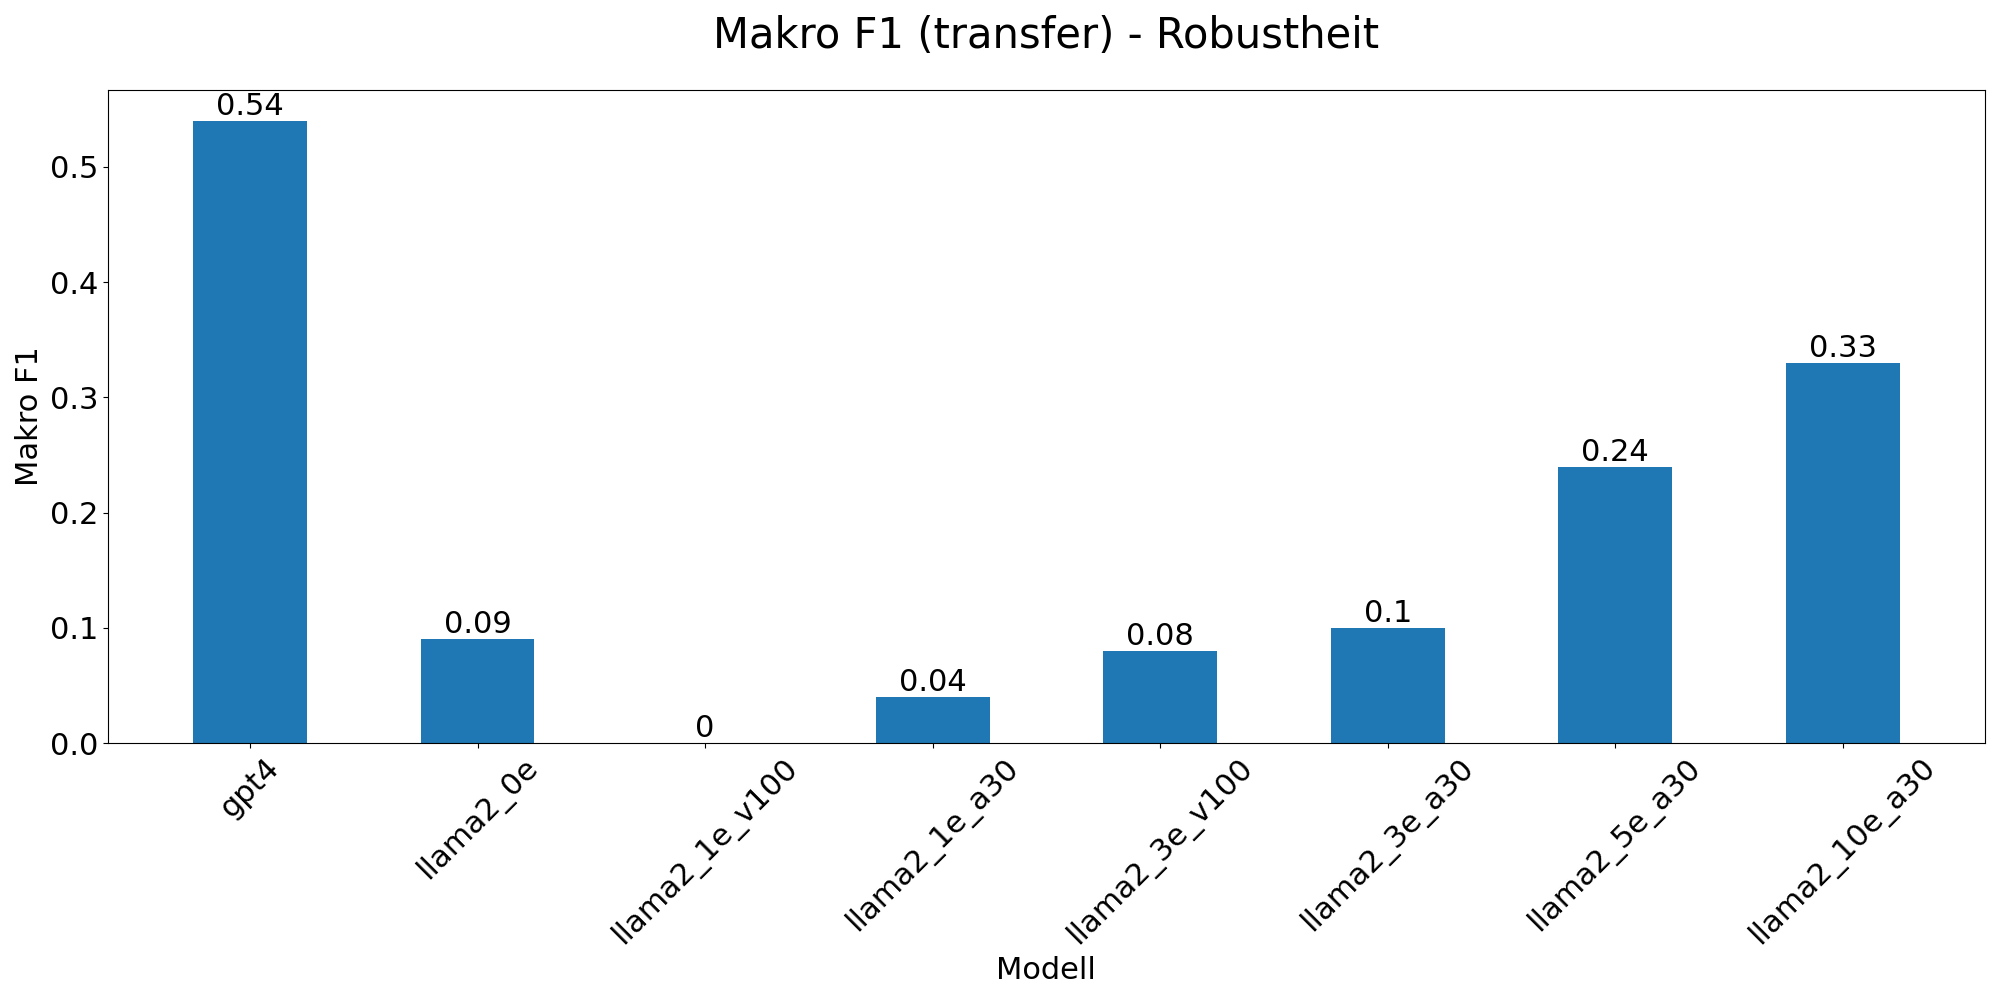 Makro F1 (transfer) - Robustheit
0.54
0.09
0
0.04
0.08
0.1
0.24
0.33
0.5
0.4
0.3
0.2
0.1
0.0
Makro F1
gpt4
llama2_0e
llama2_1e_v100
llama2_1e_a30
llama2_3e_v100
llama2_3e_a30
llama2_5e_a30
llama2_10e_a30
Modell